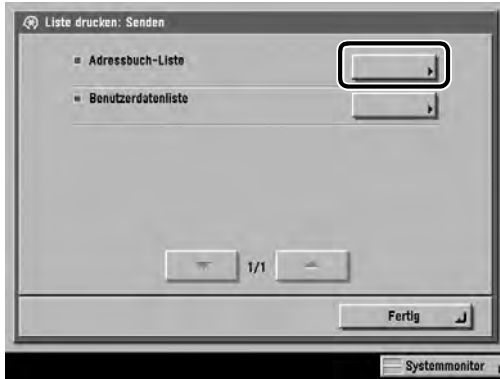 Liste drucken: Senden
Adressbuch-Liste
Benutzerdatenliste
1/1
Fertig
Systemmonitor